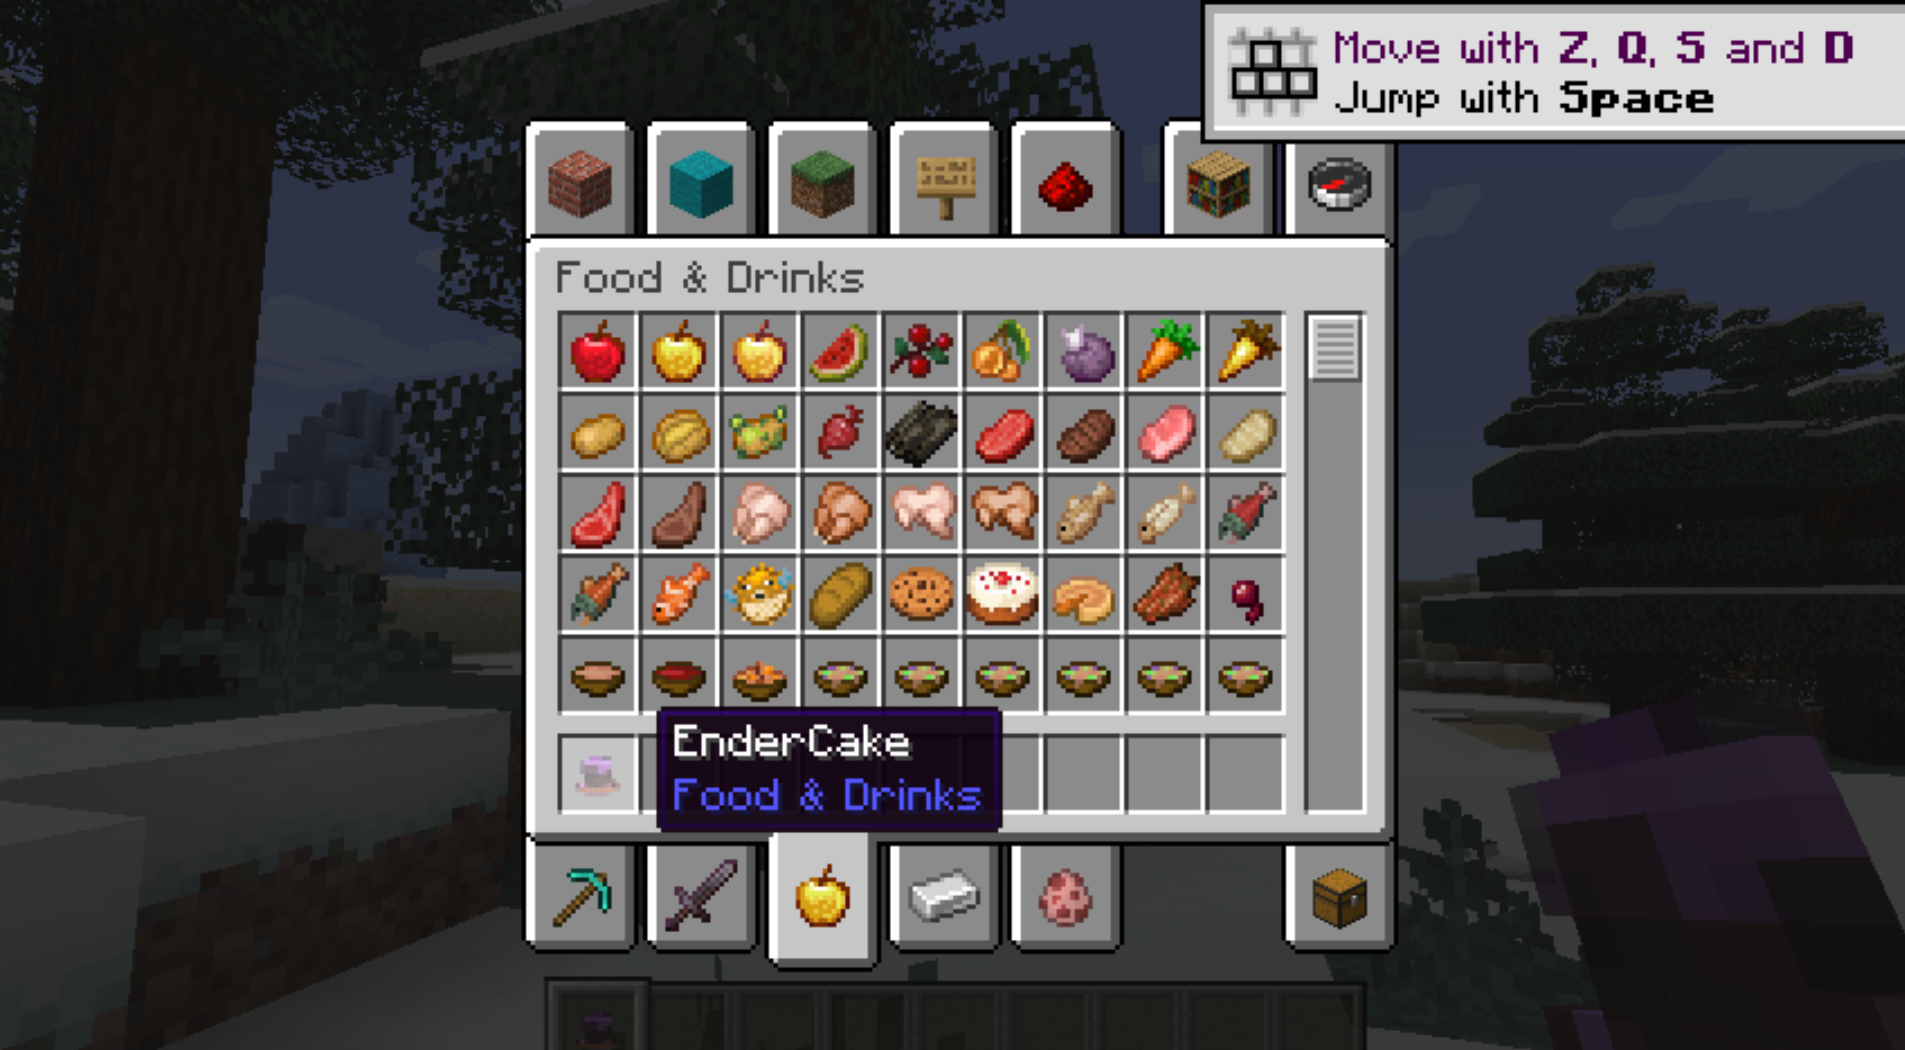 Move with Z, Q, S and D
Jump with Space
Food & Drinks
EnderCake
Food & Drinks